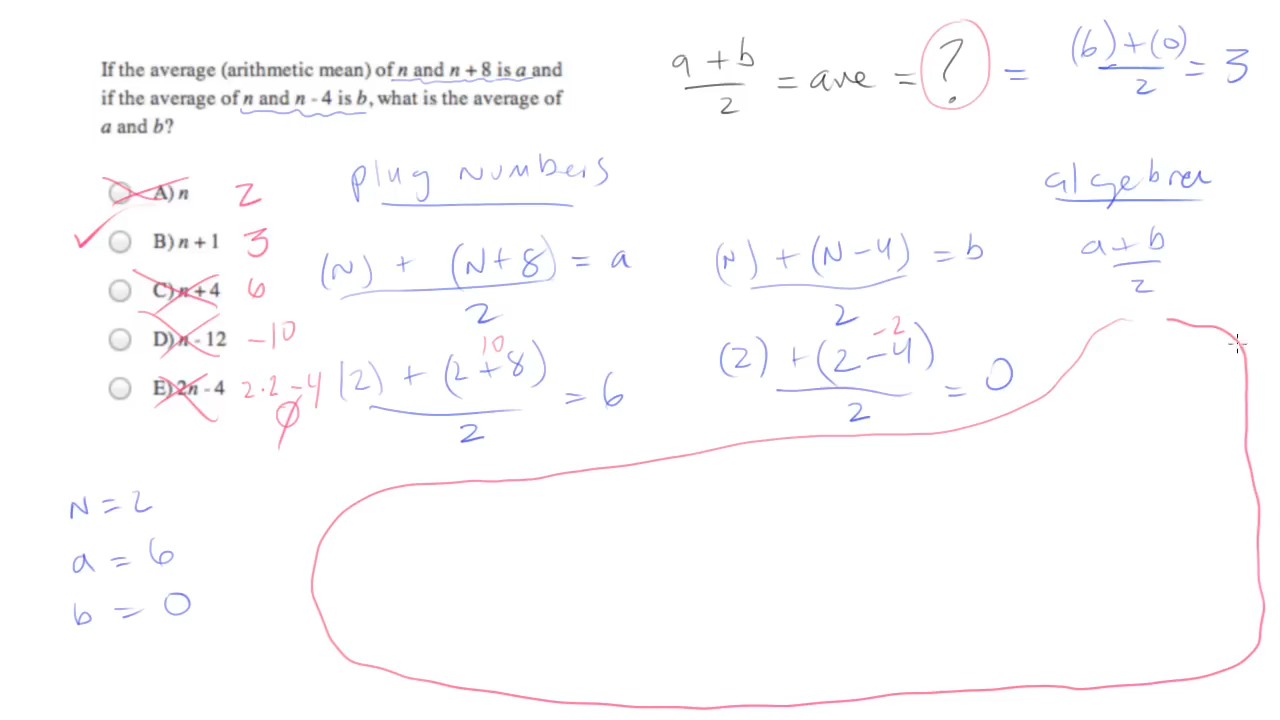 If the average (arithmetic mean) of n and n + 8 is a and
if the average of n and n - 4 is b, what is the average of
a and b?
a + b / 2 = ave = ? = (6) + (0) / 2 = 3
A) n 2
B) n + 1 3
C) n + 4 6
D) n - 12 -10
E) 2n - 4 2·2-4 0
plug numbers
(N) + (N+8) / 2 = a
10
(2) + (2+8) / 2 = 6
(N) + (N-4) / 2 = b
-2
(2) + (2-4) / 2 = 0
algebra
a + b / 2
N = 2
a = 6
b = 0